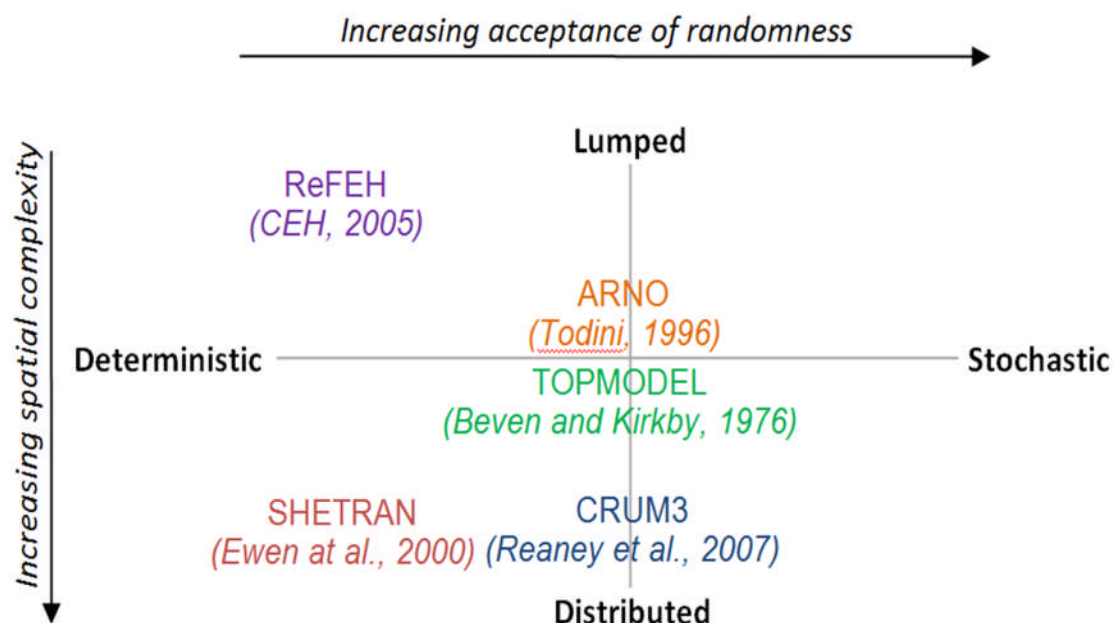 Increasing acceptance of randomness
Increasing spatial complexity
Lumped
ReFEH
(CEH, 2005)
ARNO
(Todini, 1996)
Deterministic
Stochastic
TOPMODEL
(Beven and Kirkby, 1976)
SHETRAN
(Ewen at al., 2000)
CRUM3
(Reaney et al., 2007)
Distributed